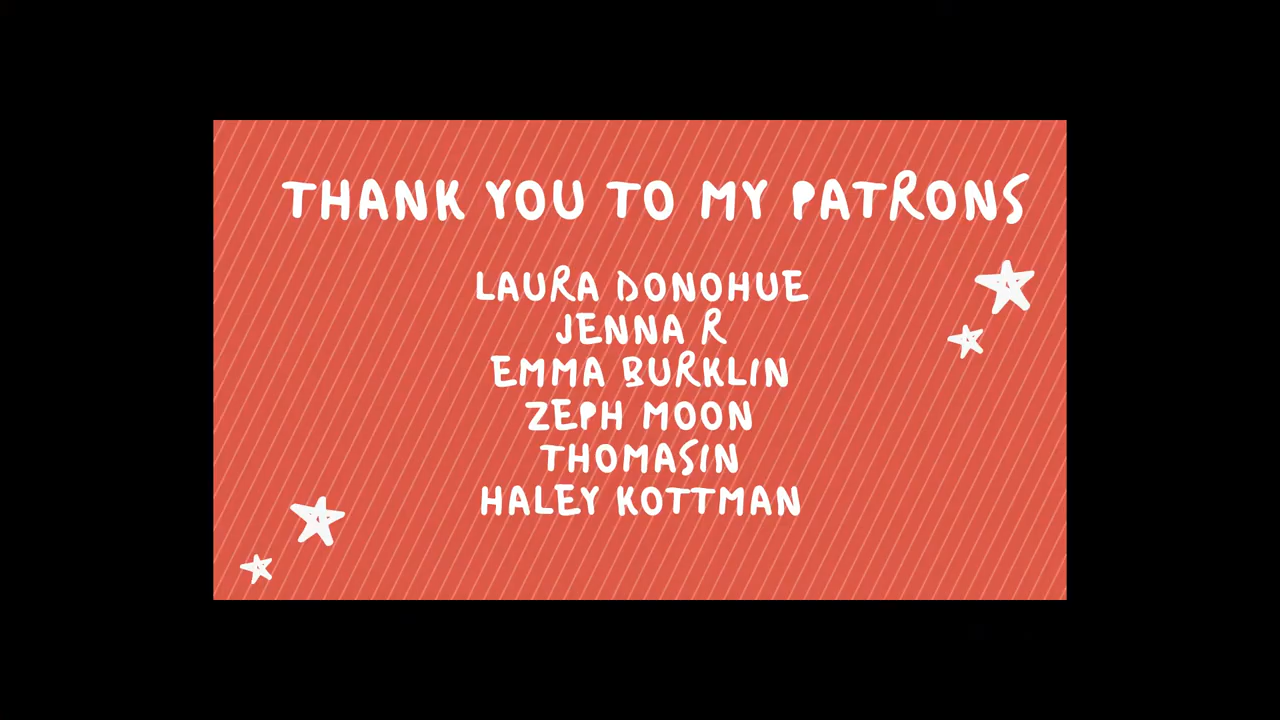 THANK YOU TO MY PATRONS
LAURA DONOHUE
JENNA R
EMMA BURKLIN
ZEPH MOON
THOMASIN
HALEY KOTTMAN